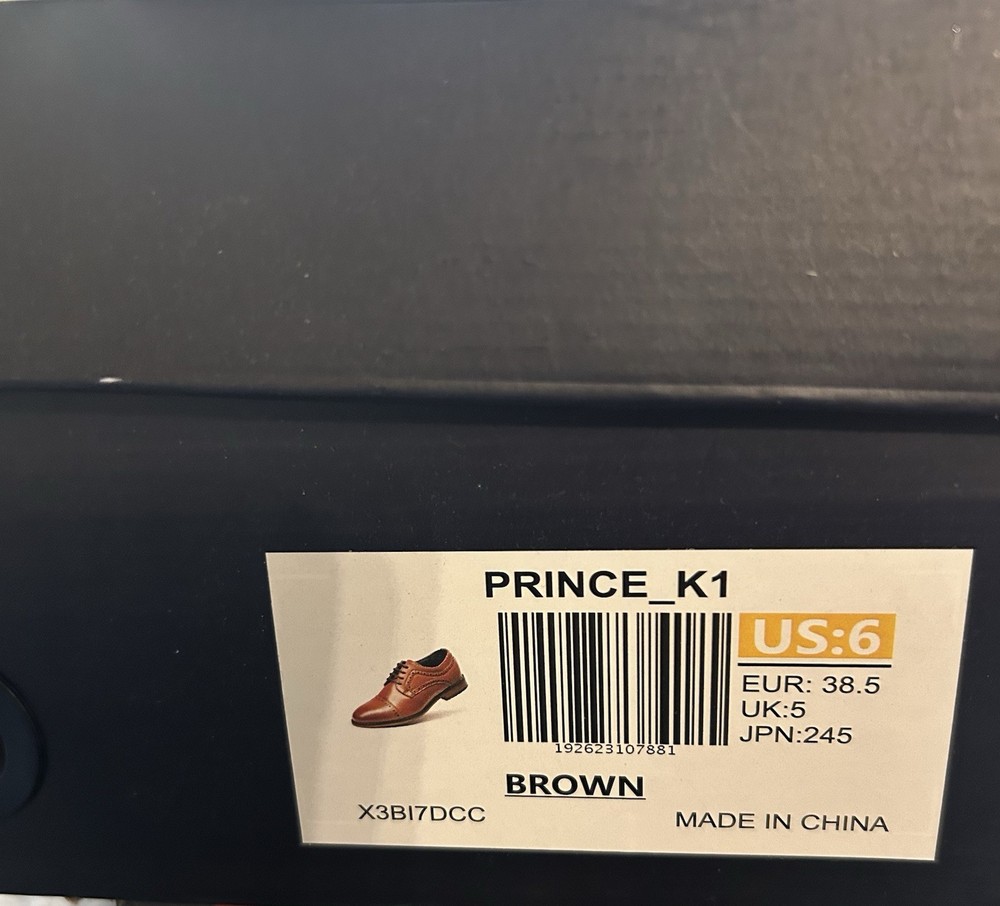 PRINCE_K1
US:6
EUR: 38.5
UK:5
JPN:245
192623107881
BROWN
X3BI7DCC
MADE IN CHINA